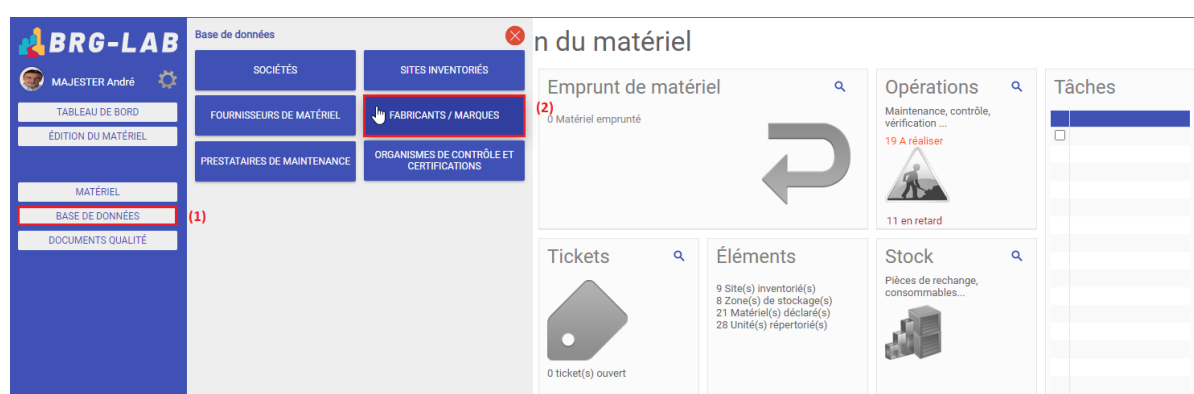 BRG-LAB
MAJESTER André
TABLEAU DE BORD
ÉDITION DU MATÉRIEL
MATÉRIEL
BASE DE DONNÉES
(1)
DOCUMENTS QUALITÉ
Base de données
SOCIÉTÉS
SITES INVENTORIÉS
FOURNISSEURS DE MATÉRIEL
FABRICANTS / MARQUES
(2)
PRESTATAIRES DE MAINTENANCE
ORGANISMES DE CONTRÔLE ET
CERTIFICATIONS
n du matériel
Emprunt de matériel
0 Matériel emprunté
Opérations
Maintenance, contrôle,
vérification ...
19 A réaliser
11 en retard
Tâches
Tickets
0 ticket(s) ouvert
Éléments
9 Site(s) inventorié(s)
8 Zone(s) de stockage(s)
21 Matériel(s) déclaré(s)
28 Unité(s) répertorié(s)
Stock
Pièces de rechange,
consommables...